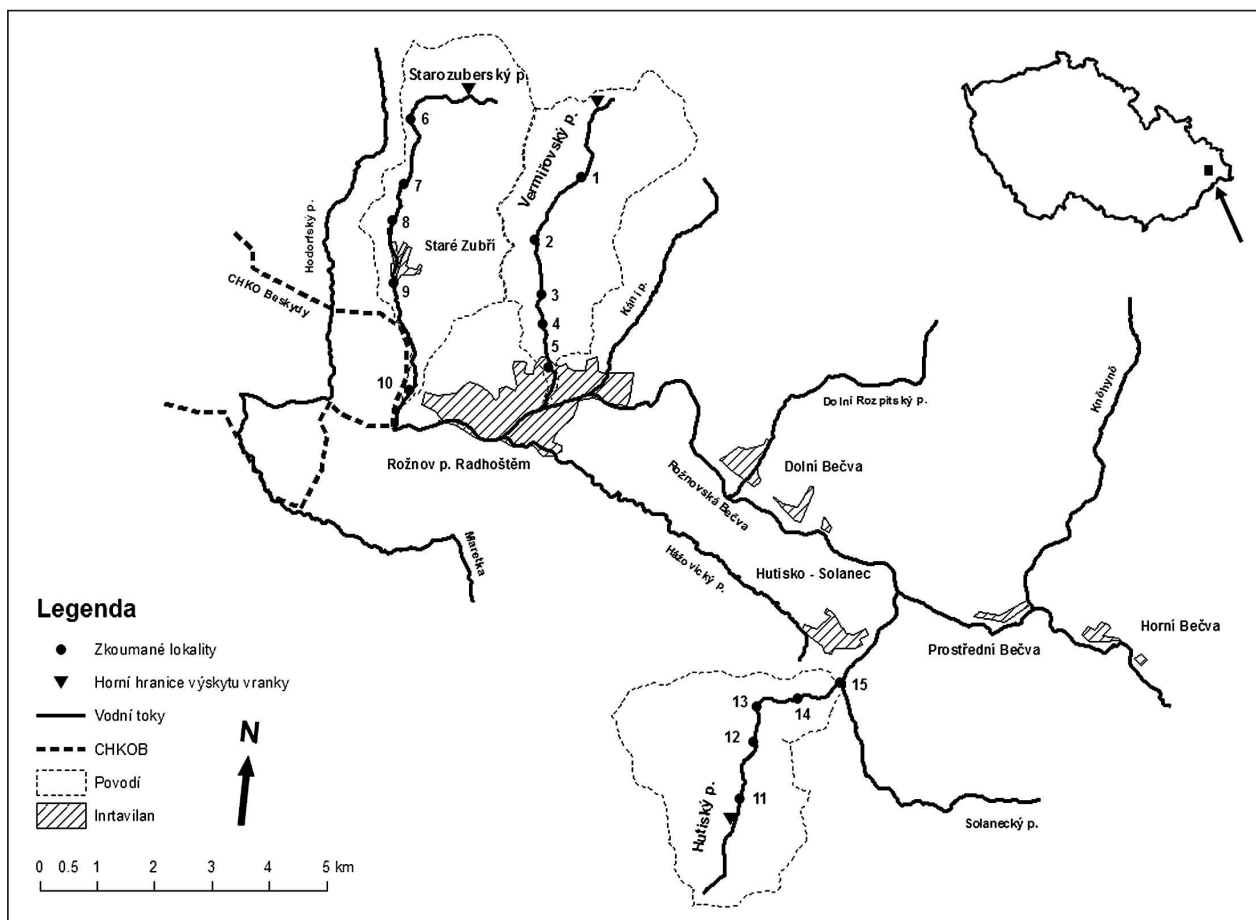 Starozuberský p.
Vermiřovský p.
6
1
7
8
2
Staré Zubří
Hodorfský p.
9
3
Káni p.
CHKO Beskydy
4
5
10
Dolní Rozpitský p.
Kněhyně
Rožnov p. Radhoštěm
Dolní Bečva
Rožnovská Bečva
Maretka
Hážovický p.
Hutisko - Solanec
Prostřední Bečva
Horní Bečva
15
13
14
12
11
Hutiský p.
Solanecký p.
Legenda
Zkoumané lokality
Horní hranice výskytu vranky
Vodní toky
CHKOB
Povodí
Inrtavilan
N
0 0.5 1 2 3 4 5 km